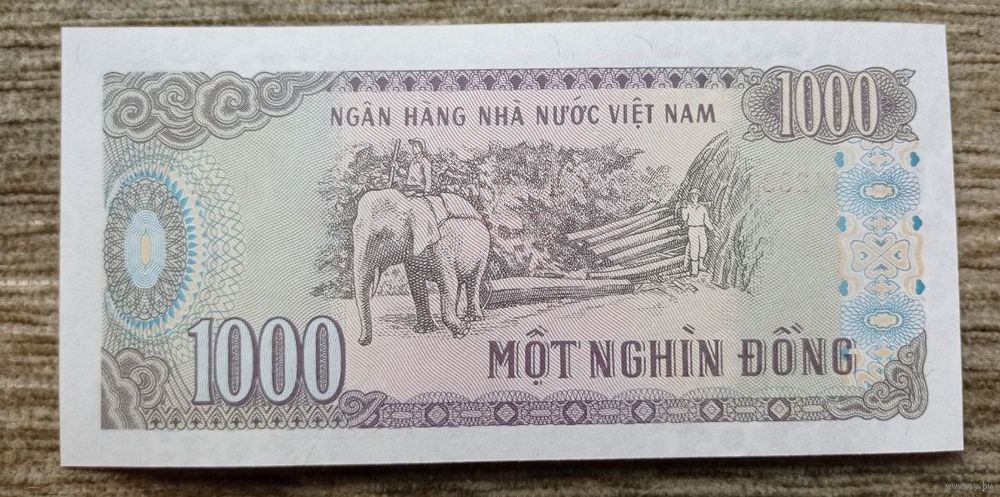 1000
NGÂN HÀNG NHÀ NƯỚC VIỆT NAM
1000
MỘT NGHÌN ĐỒNG